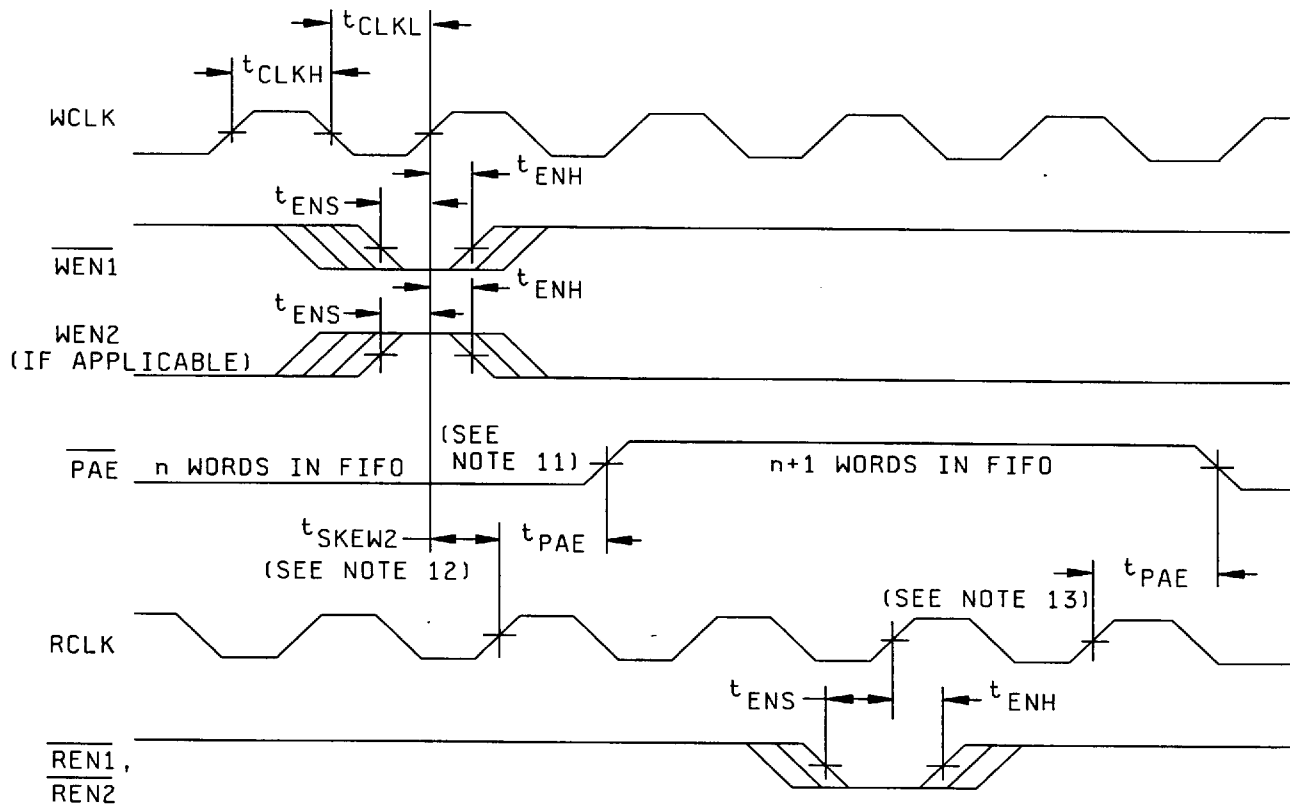 tCLKL
tCLKH
WCLK
tENH
tENS
WEN1
tENH
tENS
WEN2
(IF APPLICABLE)
(SEE
NOTE 11)
PAE n WORDS IN FIFO n+1 WORDS IN FIFO
tSKEW2 tPAE
(SEE NOTE 12) tPAE
(SEE NOTE 13)
RCLK
tENS tENH
REN1,
REN2